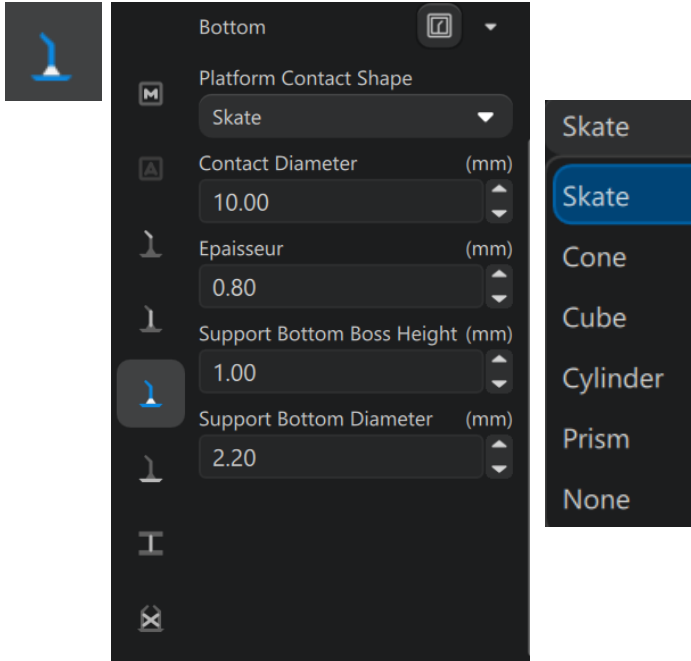 Bottom
M
Platform Contact Shape
Skate
A
Contact Diameter (mm)
10.00
Epaisseur (mm)
0.80
Support Bottom Boss Height (mm)
1.00
Support Bottom Diameter (mm)
2.20
Skate
Skate
Cone
Cube
Cylinder
Prism
None